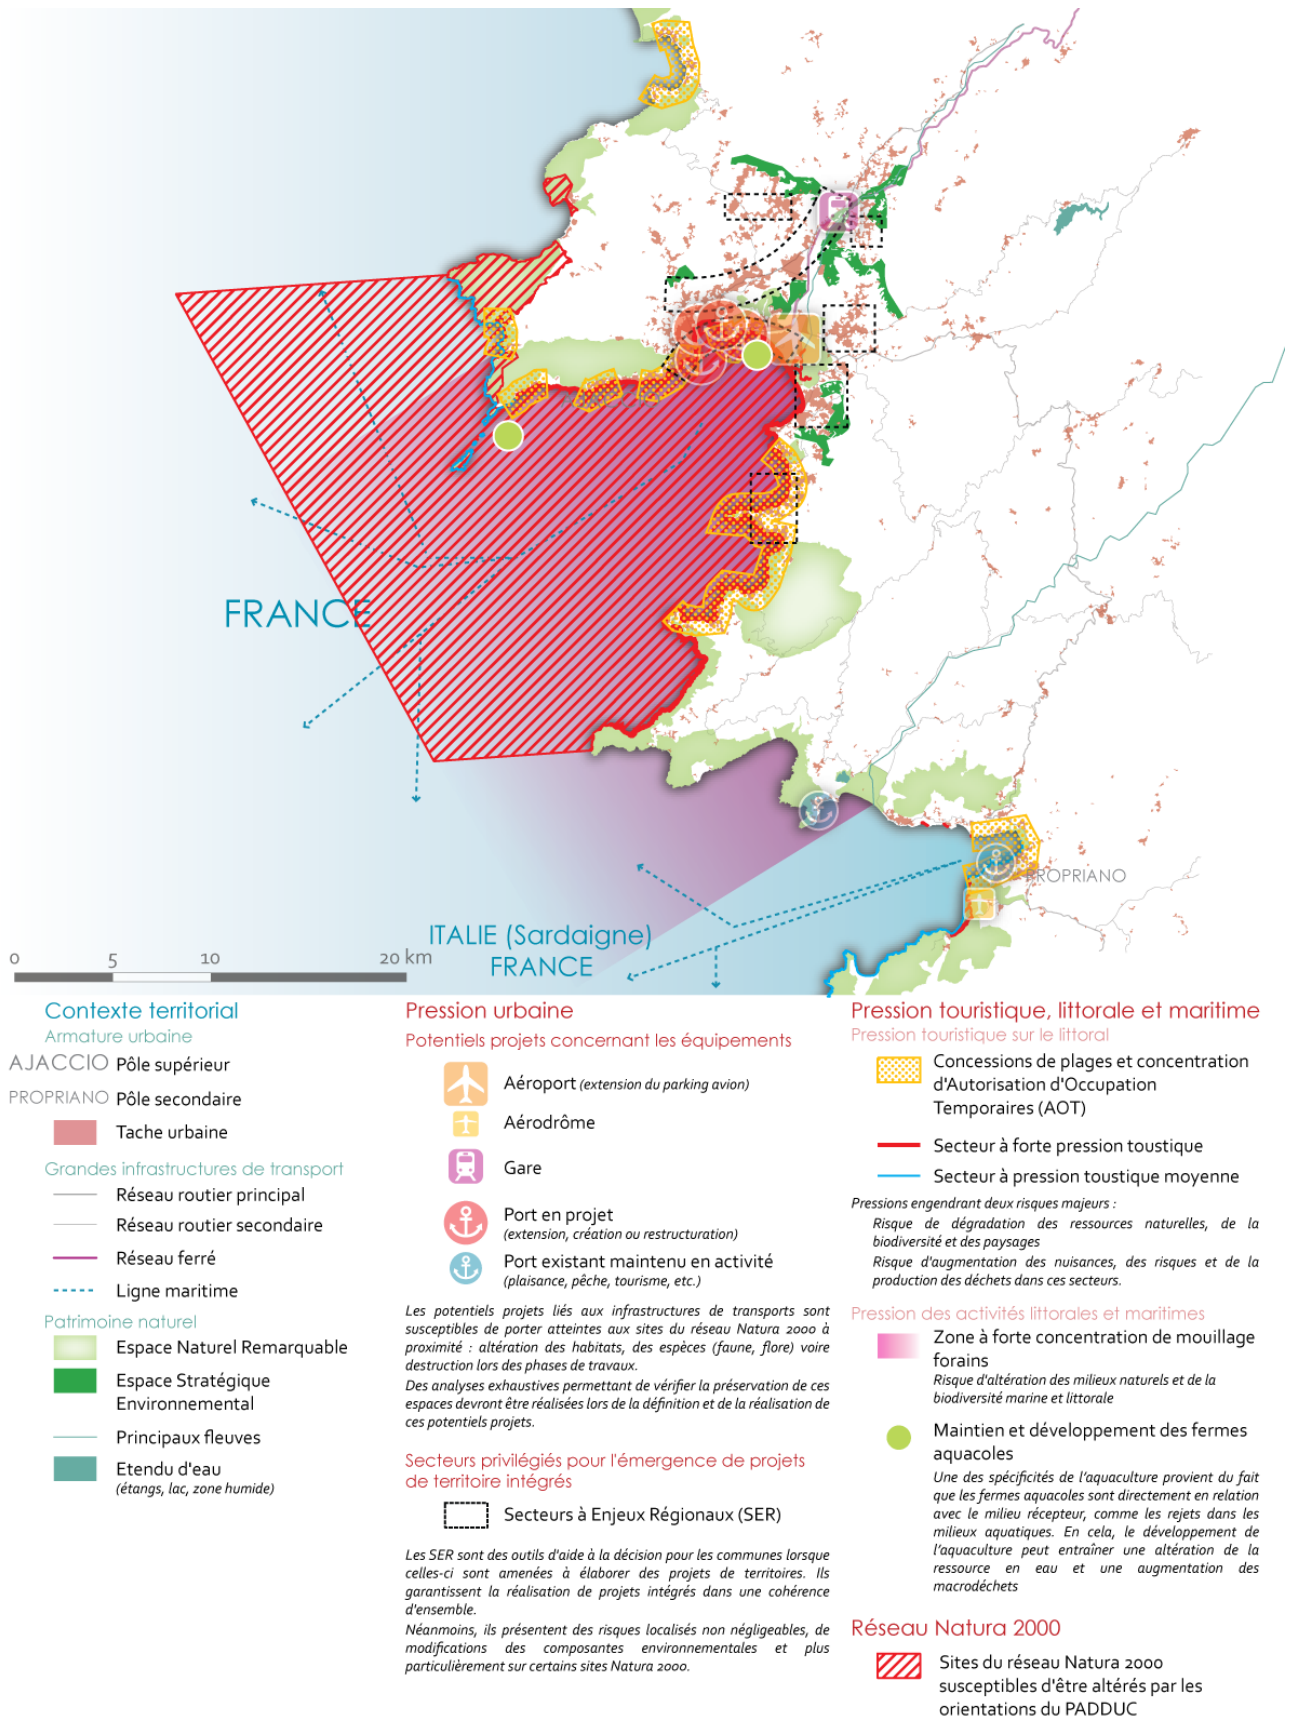 FRANCE
PROPRIANO
ITALIE (Sardaigne)
FRANCE
0 5 10 20 km
Contexte territorial
Armature urbaine
AJACCIO Pôle supérieur
PROPRIANO Pôle secondaire
Tache urbaine
Grandes infrastructures de transport
Réseau routier principal
Réseau routier secondaire
Réseau ferré
Ligne maritime
Patrimoine naturel
Espace Naturel Remarquable
Espace Stratégique
Environnemental
Principaux fleuves
Etendu d'eau
(étangs, lac, zone humide)
Pression urbaine
Potentiels projets concernant les équipements
Aéroport (extension du parking avion)
Aérodrôme
Gare
Port en projet
(extension, création ou restructuration)
Port existant maintenu en activité
(plaisance, pêche, tourisme, etc.)
Les potentiels projets liés aux infrastructures de transports sont
susceptibles de porter atteintes aux sites du réseau Natura 2000 à
proximité : altération des habitats, des espèces (faune, flore) voire
destruction lors des phases de travaux.
Des analyses exhaustives permettant de vérifier la préservation de ces
espaces devront être réalisées lors de la définition et de la réalisation de
ces potentiels projets.
Secteurs privilégiés pour l'émergence de projets
de territoire intégrés
Secteurs à Enjeux Régionaux (SER)
Les SER sont des outils d'aide à la décision pour les communes lorsque
celles-ci sont amenées à élaborer des projets de territoires. Ils
garantissent la réalisation de projets intégrés dans une cohérence
d'ensemble.
Néanmoins, ils présentent des risques localisés non négligeables, de
modifications des composantes environnementales et plus
particulièrement sur certains sites Natura 2000.
Pression touristique, littorale et maritime
Pression touristique sur le littoral
Concessions de plages et concentration
d'Autorisation d'Occupation
Temporaires (AOT)
Secteur à forte pression toustique
Secteur à pression toustique moyenne
Pressions engendrant deux risques majeurs :
Risque de dégradation des ressources naturelles, de la
biodiversité et des paysages
Risque d'augmentation des nuisances, des risques et de la
production des déchets dans ces secteurs.
Pression des activités littorales et maritimes
Zone à forte concentration de mouillage
forains
Risque d'altération des milieux naturels et de la
biodiversité marine et littorale
Maintien et développement des fermes
aquacoles
Une des spécificités de l'aquaculture provient du fait
que les fermes aquacoles sont directement en relation
avec le milieu récepteur, comme les rejets dans les
milieux aquatiques. En cela, le développement de
l'aquaculture peut entraîner une altération de la
ressource en eau et une augmentation des
macrodéchets
Réseau Natura 2000
Sites du réseau Natura 2000
susceptibles d'être altérés par les
orientations du PADDUC